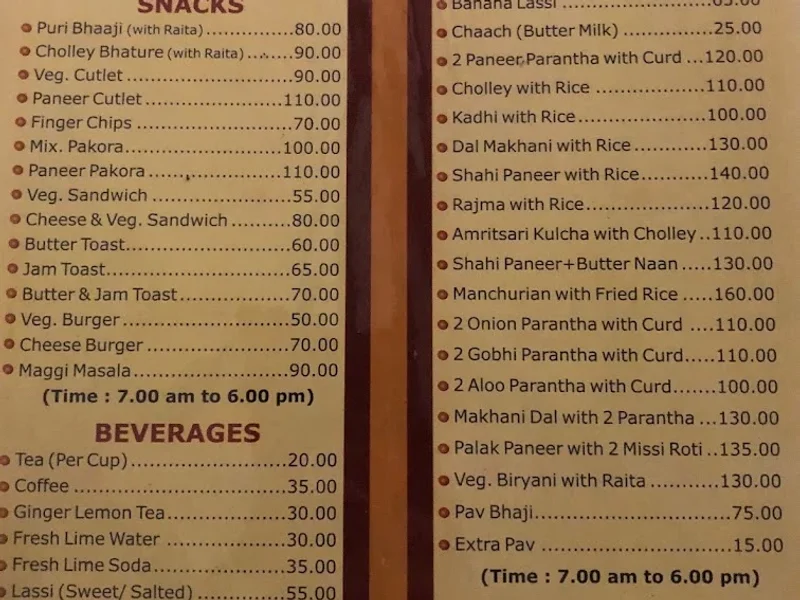 SNACKS
Puri Bhaaji (with Raita)...................80.00
Cholley Bhature (with Raita)..........90.00
Veg. Cutlet................................90.00
Paneer Cutlet..........................110.00
Finger Chips .............................70.00
Mix. Pakora.............................100.00
Paneer Pakora.........................110.00
Veg. Sandwich ..........................55.00
Cheese & Veg. Sandwich...........80.00
Butter Toast..............................60.00
Jam Toast.................................65.00
Butter & Jam Toast....................70.00
Veg. Burger...............................50.00
Cheese Burger...........................70.00
Maggi Masala.............................90.00
(Time : 7.00 am to 6.00 pm)
BEVERAGES
Tea (Per Cup)............................20.00
Coffee ......................................35.00
Ginger Lemon Tea......................30.00
Fresh Lime Water ......................30.00
Fresh Lime Soda........................35.00
Lassi (Sweet/ Salted).................55.00
Banana Lassi ..........................65.00
Chaach (Butter Milk) ................25.00
2 Paneer Parantha with Curd ...120.00
Cholley with Rice ...................110.00
Kadhi with Rice.......................100.00
Dal Makhani with Rice..............130.00
Shahi Paneer with Rice............140.00
Rajma with Rice......................120.00
Amritsari Kulcha with Cholley ..110.00
Shahi Paneer+Butter Naan .....130.00
Manchurian with Fried Rice .....160.00
2 Onion Parantha with Curd ....110.00
2 Gobhi Parantha with Curd.....110.00
2 Aloo Parantha with Curd.......100.00
Makhani Dal with 2 Parantha ...130.00
Palak Paneer with 2 Missi Roti ..135.00
Veg. Biryani with Raita ............130.00
Pav Bhaji.................................75.00
Extra Pav ................................15.00
(Time : 7.00 am to 6.00 pm)